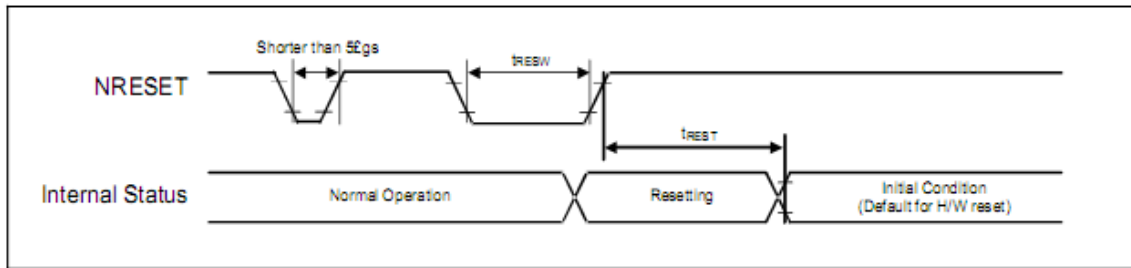 Shorter than 5£gs
tRESW
NRESET
tREST
Internal Status
Normal Operation
Resetting
Initial Condition
(Default for H/W reset)